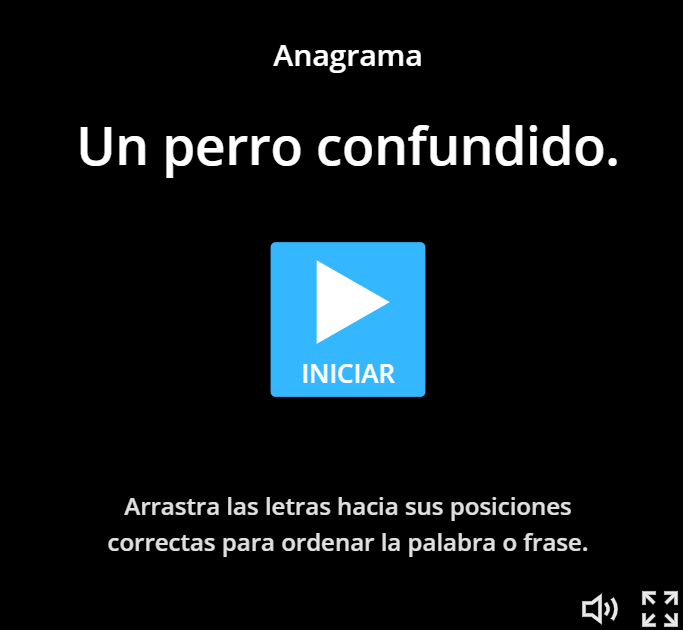 Anagrama
Un perro confundido.
INICIAR
Arrastra las letras hacia sus posiciones
correctas para ordenar la palabra o frase.